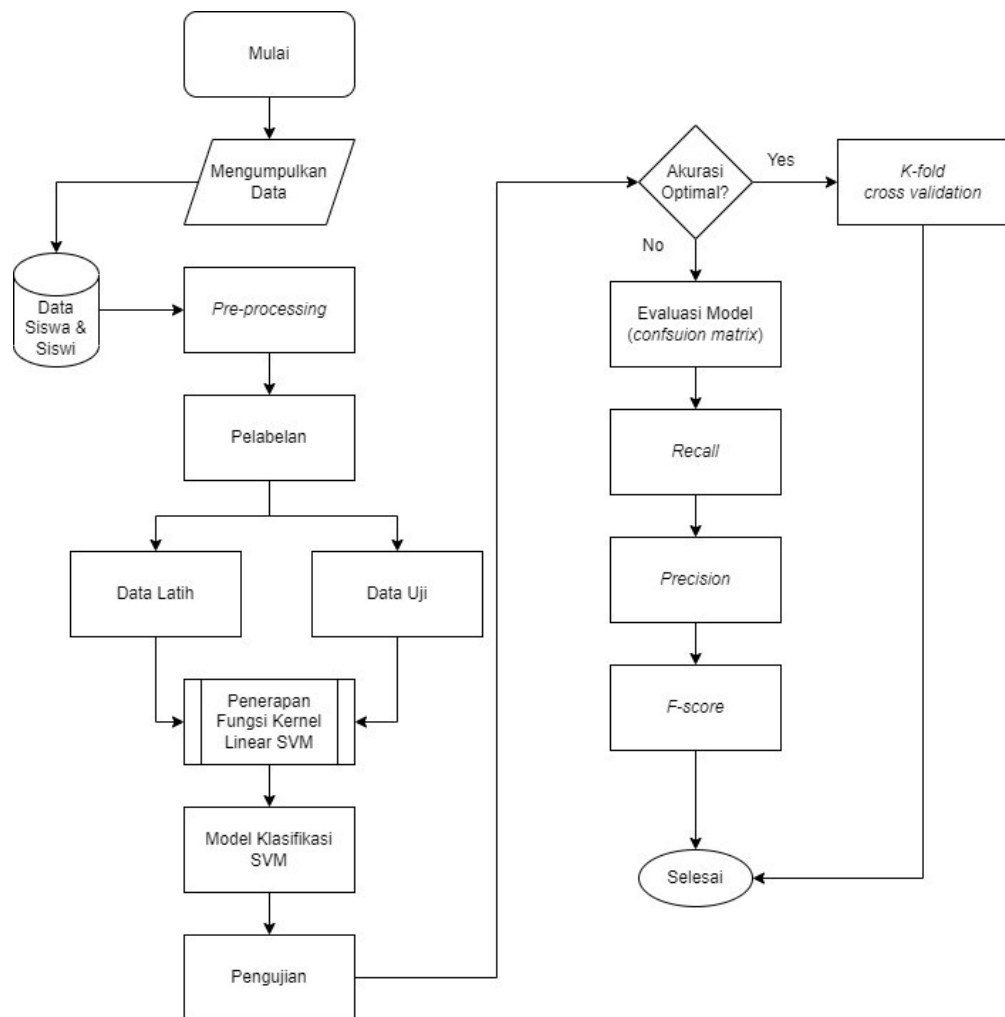 Mulai
Mengumpulkan
Data
Data
Siswa &
Siswi
Pre-processing
Pelabelan
Data Latih
Data Uji
Penerapan
Fungsi Kernel
Linear SVM
Model Klasifikasi
SVM
Pengujian
Akurasi
Optimal?
Yes
No
K-fold
cross validation
Evaluasi Model
(confsuion matrix)
Recall
Precision
F-score
Selesai